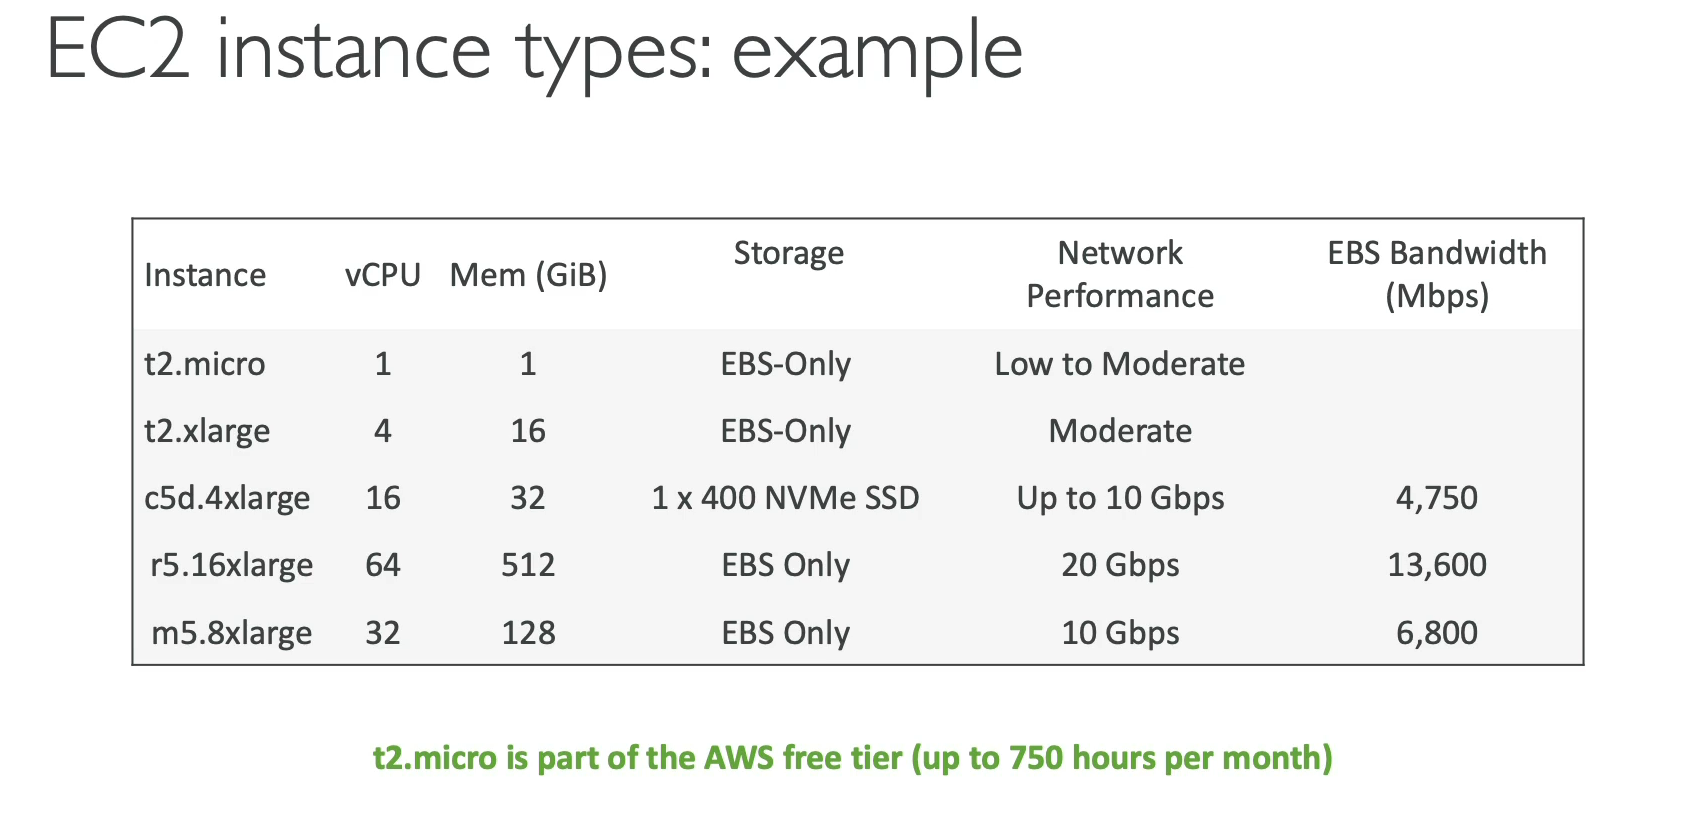 EC2 instance types: example
Instance vCPU Mem (GiB) Storage Network Performance EBS Bandwidth (Mbps)
t2.micro 1 1 EBS-Only Low to Moderate
t2.xlarge 4 16 EBS-Only Moderate
c5d.4xlarge 16 32 1 x 400 NVMe SSD Up to 10 Gbps 4,750
r5.16xlarge 64 512 EBS Only 20 Gbps 13,600
m5.8xlarge 32 128 EBS Only 10 Gbps 6,800
t2.micro is part of the AWS free tier (up to 750 hours per month)